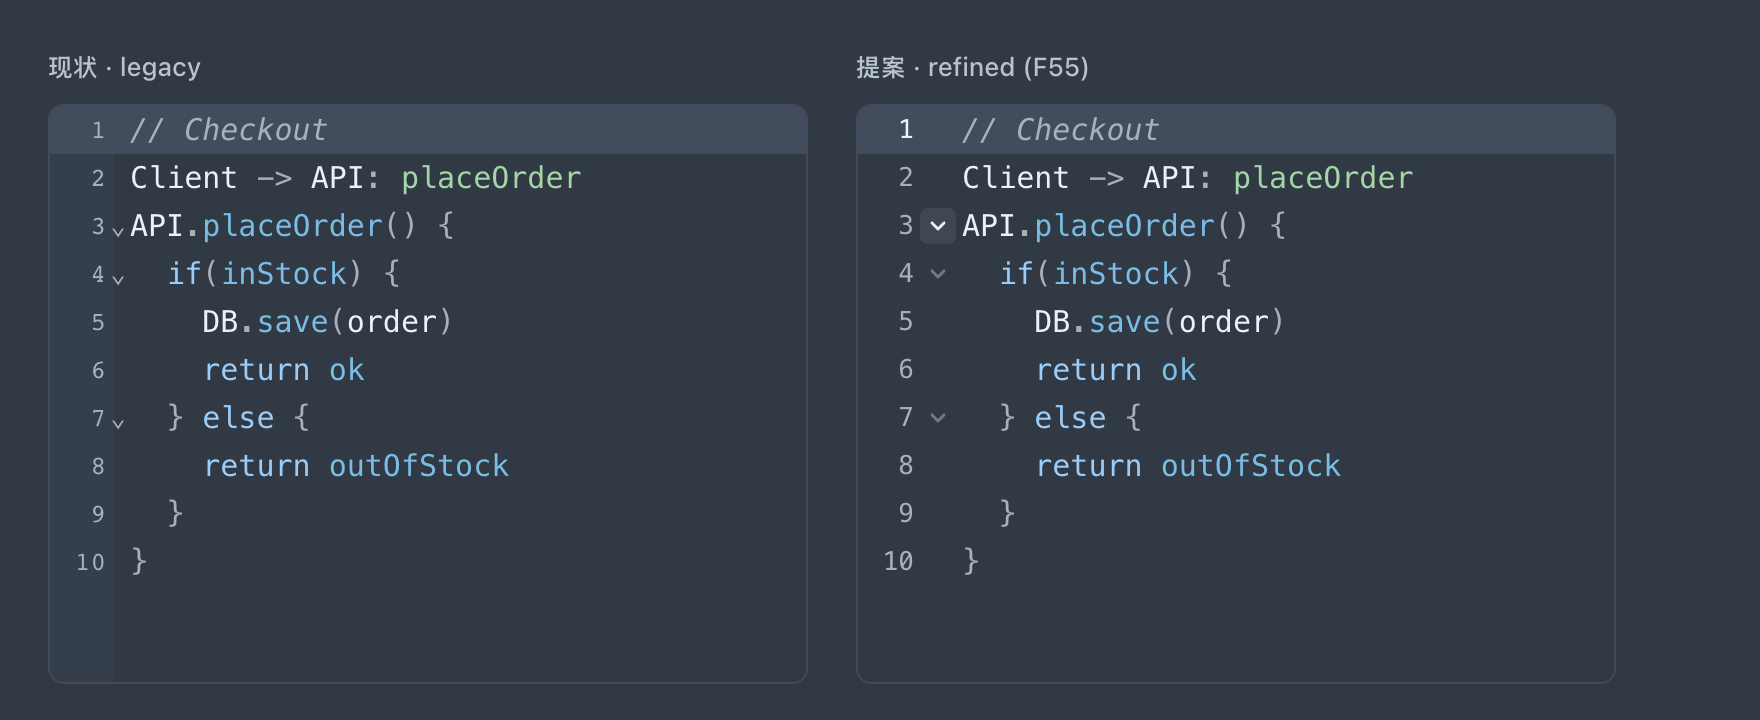 现状 · legacy
1 // Checkout
2 Client -> API: placeOrder
3 API.placeOrder() {
4   if(inStock) {
5     DB.save(order)
6     return ok
7   } else {
8     return outOfStock
9   }
10 }
提案 · refined (F55)
1 // Checkout
2 Client -> API: placeOrder
3 API.placeOrder() {
4   if(inStock) {
5     DB.save(order)
6     return ok
7   } else {
8     return outOfStock
9   }
10 }